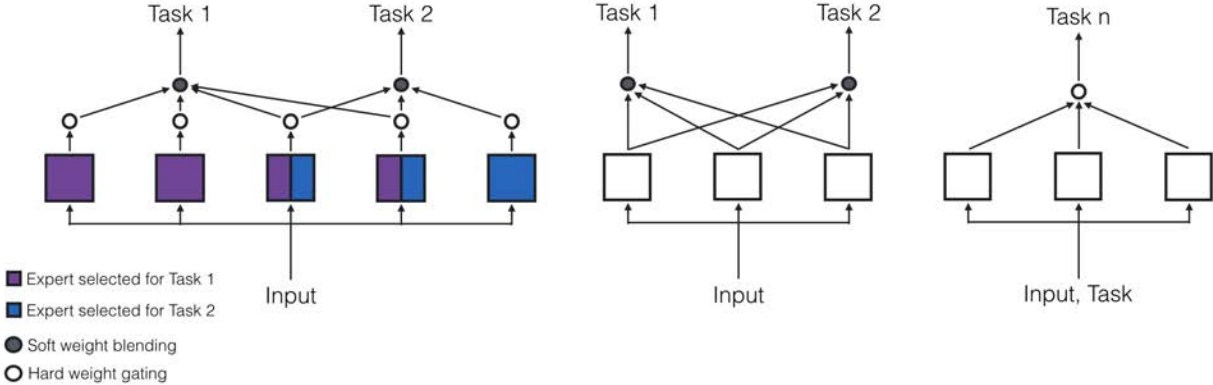 Task 1
Task 2
Task 1
Task 2
Task n
Expert selected for Task 1
Expert selected for Task 2
Soft weight blending
Hard weight gating
Input
Input
Input, Task